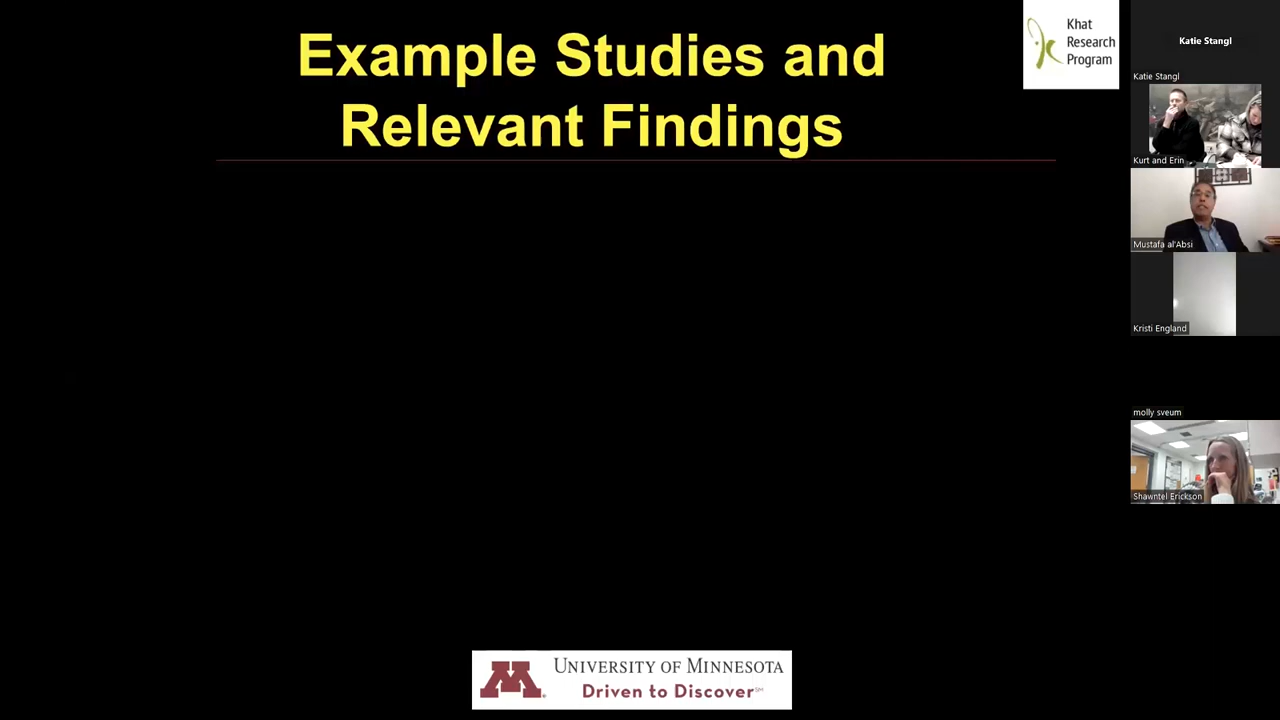 Example Studies and
Relevant Findings
Khat
Research
Program
Katie Stangl
Katie Stangl
Kurt and Erin
Mustafa al'Absi
Kristi England
molly sveum
Shawntel Erickson
M
UNIVERSITY OF MINNESOTA
Driven to Discover℠